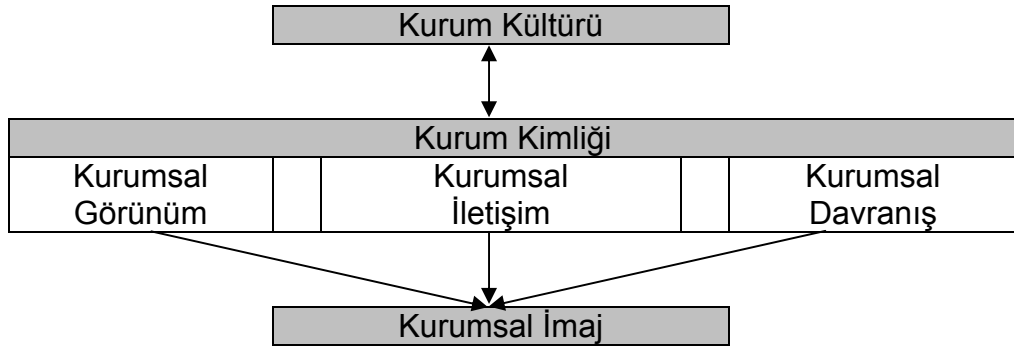 Kurum Kültürü
Kurum Kimliği
Kurumsal
Görünüm
Kurumsal
İletişim
Kurumsal
Davranış
Kurumsal İmaj